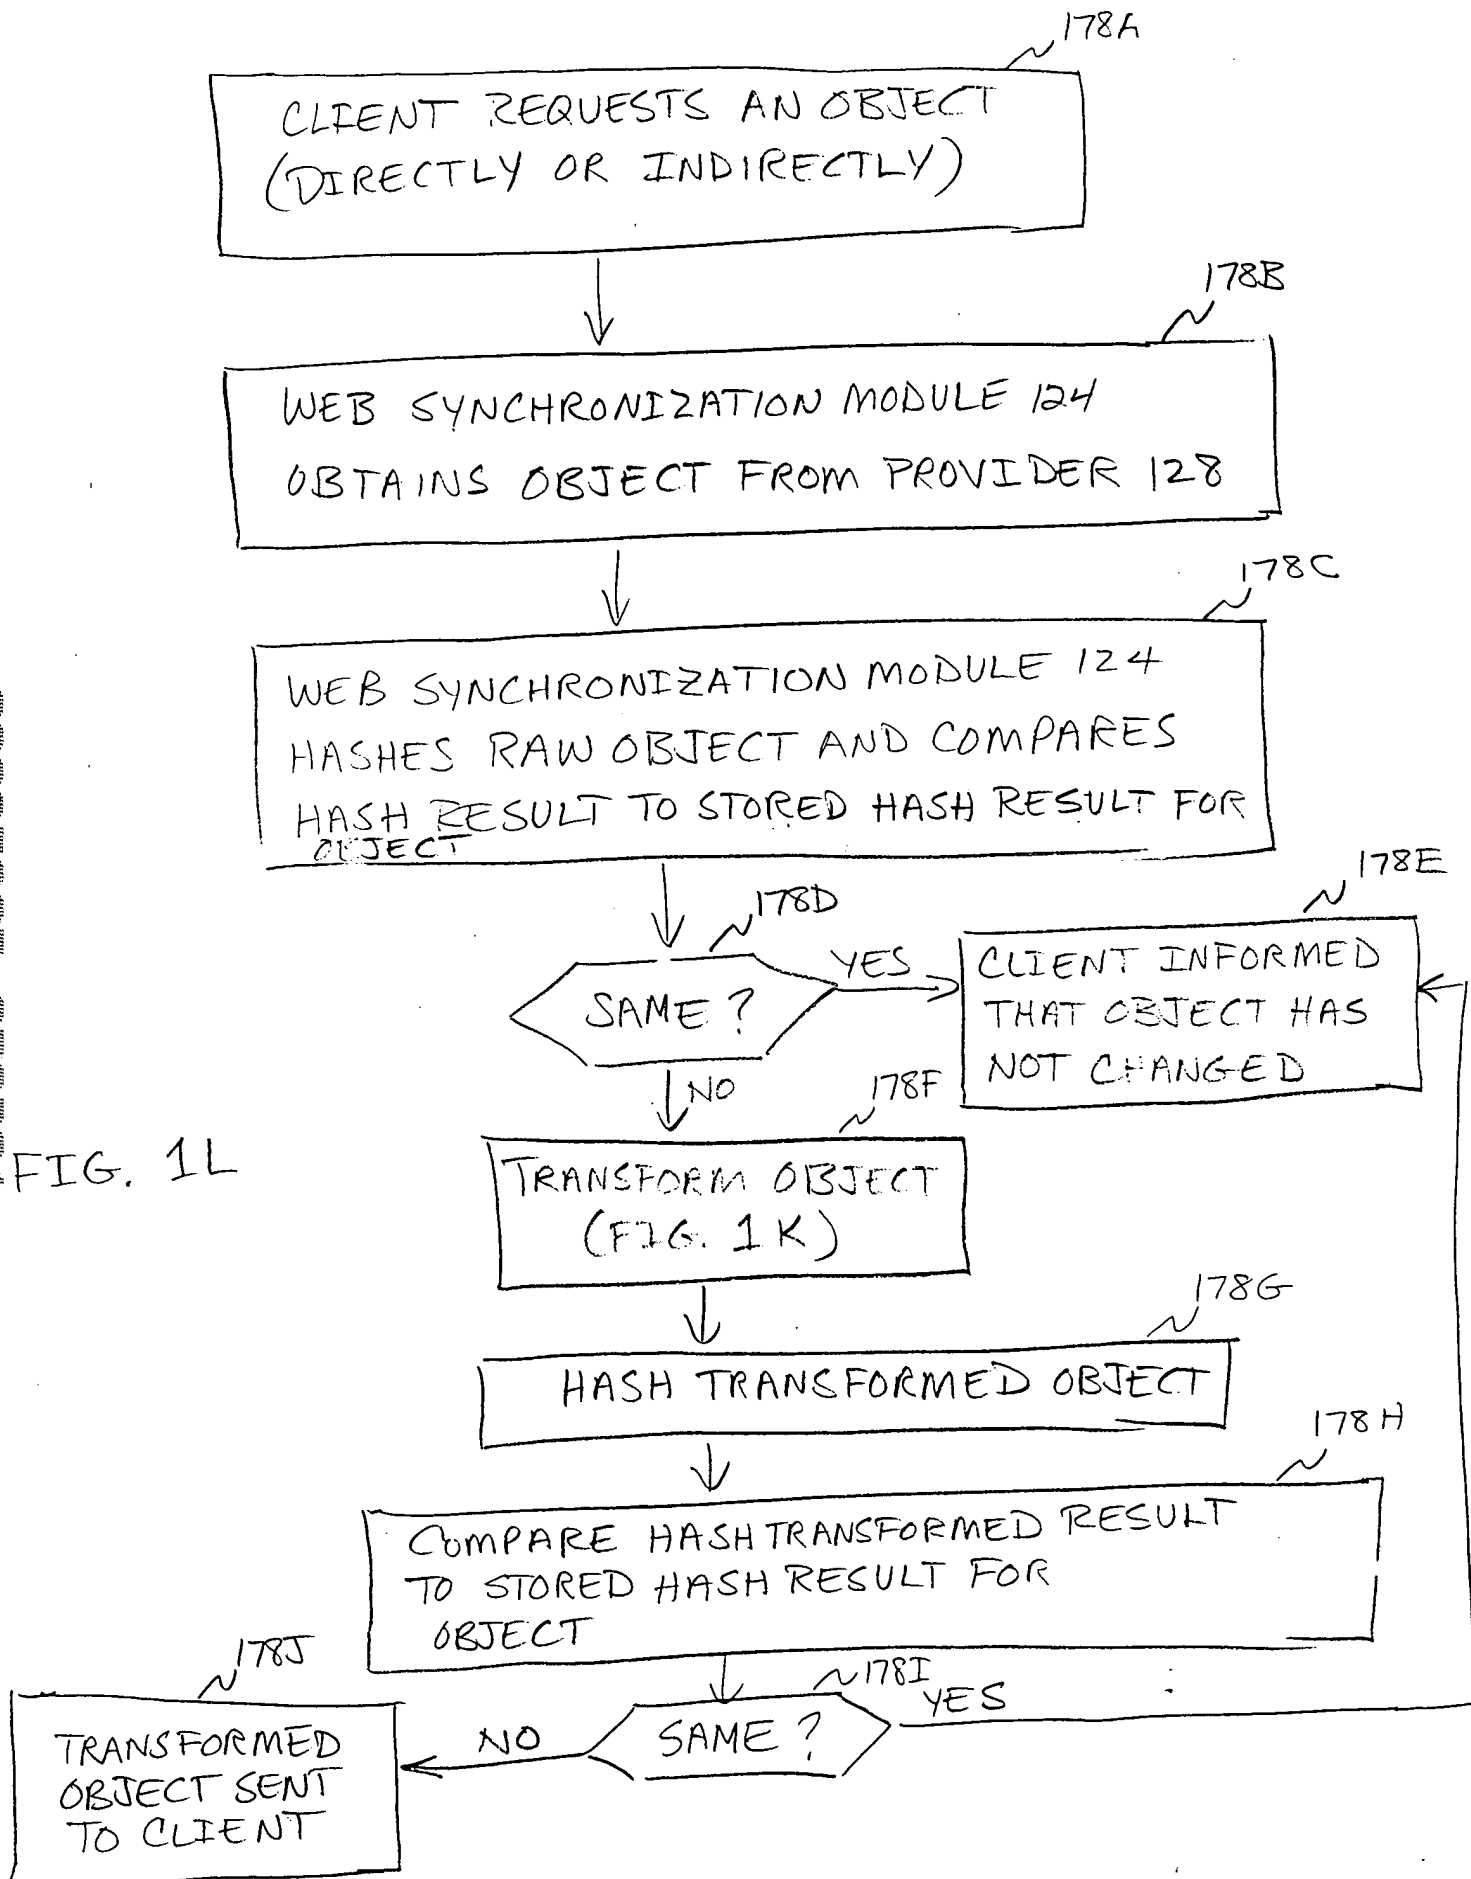 178A
CLIENT REQUESTS AN OBJECT
(DIRECTLY OR INDIRECTLY)
178B
WEB SYNCHRONIZATION MODULE 124
OBTAINS OBJECT FROM PROVIDER 128
178C
WEB SYNCHRONIZATION MODULE 124
HASHES RAW OBJECT AND COMPARES
HASH RESULT TO STORED HASH RESULT FOR
OBJECT
178D
SAME?
YES
NO
178E
CLIENT INFORMED
THAT OBJECT HAS
NOT CHANGED
178F
TRANSFORM OBJECT
(FIG. 1K)
FIG. 1L
178G
HASH TRANSFORMED OBJECT
178H
COMPARE HASH TRANSFORMED RESULT
TO STORED HASH RESULT FOR
OBJECT
178I
SAME?
YES
NO
178J
TRANSFORMED
OBJECT SENT
TO CLIENT